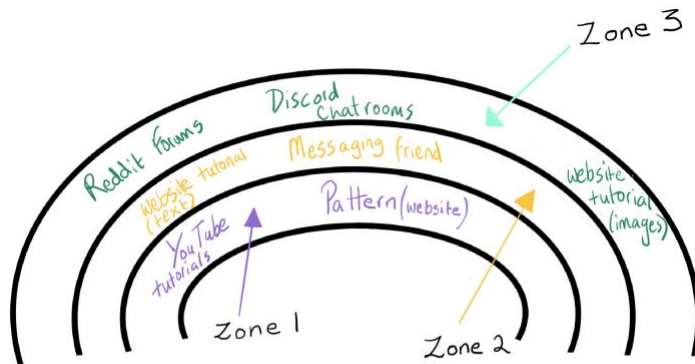 Zone 3
Discord
Chatrooms
Reddit Forums
Messaging friend
website tutorial
(text)
website
tutorial
(images)
Pattern (website)
YouTube
tutorials
Zone 1
Zone 2